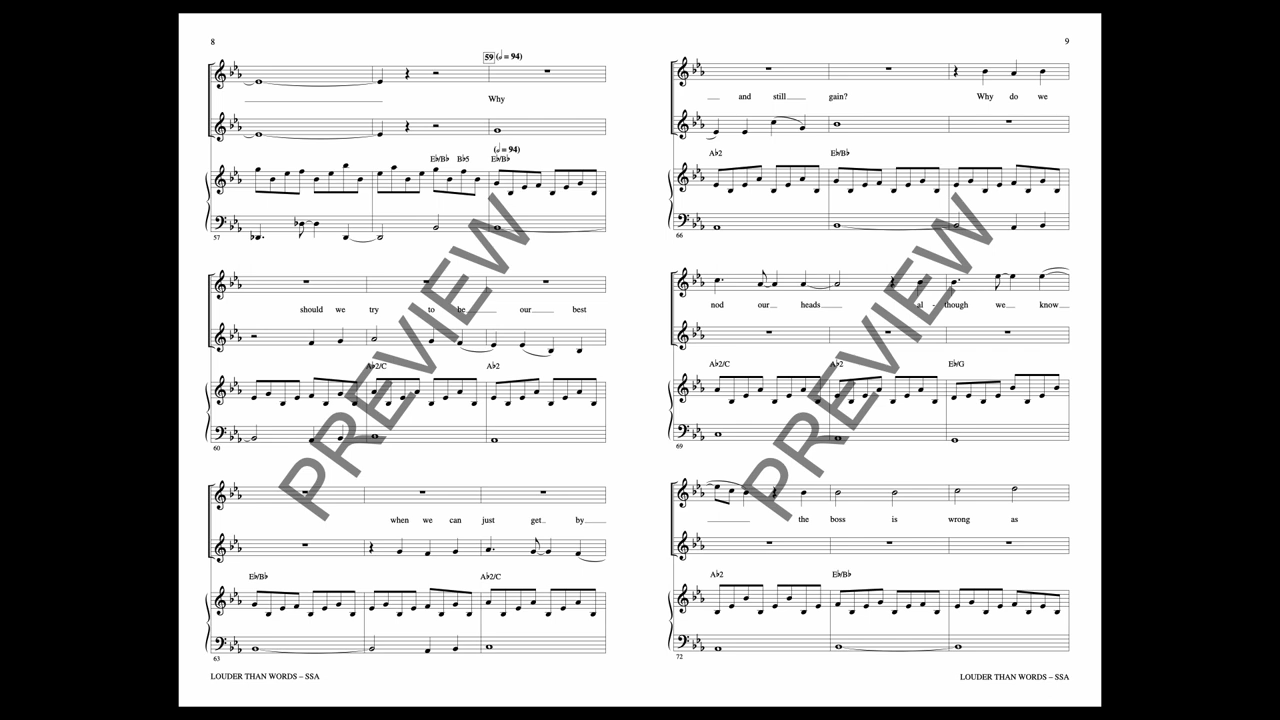 8
59 (𝅗𝅥 = 94)
Why
(𝅗𝅥 = 94)
E♭/B♭ B♭5 E♭/B♭
57
should we try to be our best
A♭2/C A♭2
60
when we can just get by
E♭/B♭ A♭2/C
63
LOUDER THAN WORDS – SSA
9
and still gain? Why do we
A♭2 E♭/B♭
66
nod our heads al - though we know
A♭2/C A♭2 E♭/G
69
the boss is wrong as
A♭2 E♭/B♭
72
LOUDER THAN WORDS – SSA
PREVIEW
PREVIEW